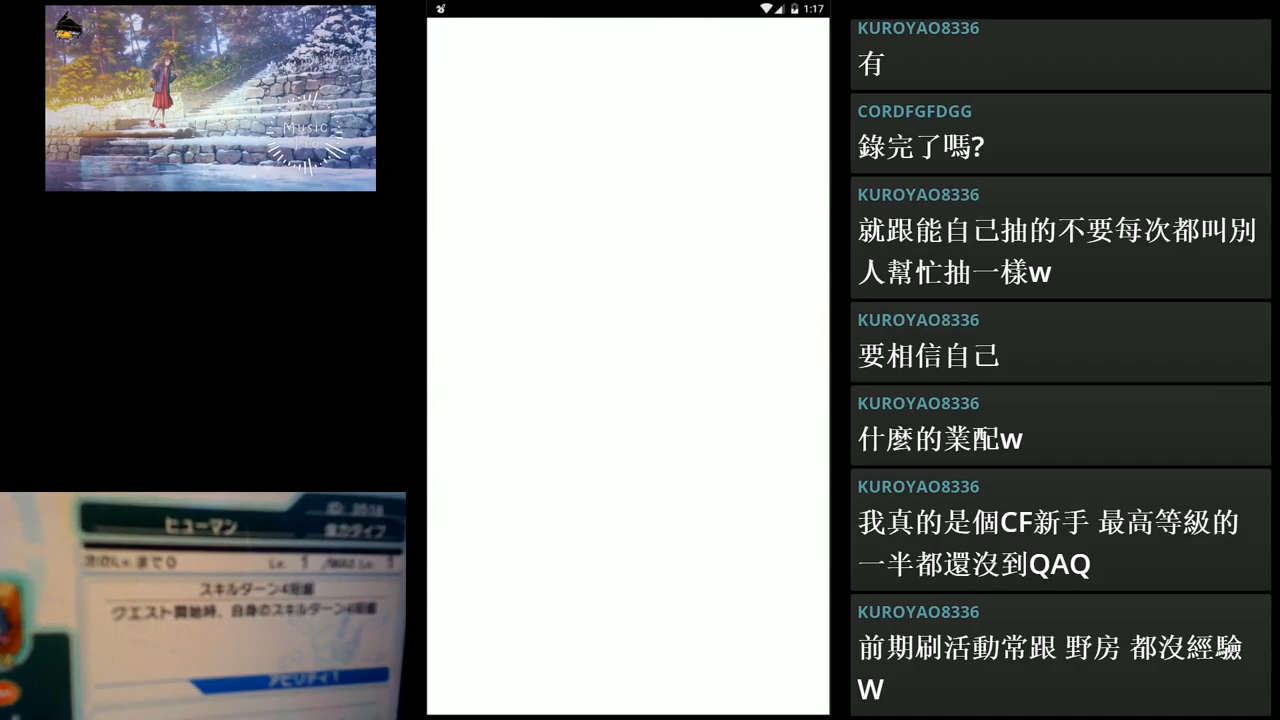 Music
1:17
KUROYAO8336
有
CORDFGFDGG
錄完了嗎?
KUROYAO8336
就跟能自己抽的不要每次都叫別
人幫忙抽一樣w
KUROYAO8336
要相信自己
KUROYAO8336
什麼的業配w
KUROYAO8336
我真的是個CF新手 最高等級的
一半都還沒到QAQ
KUROYAO8336
前期刷活動常跟 野房 都沒經驗
W
ヒューマン
スキルターン4短縮
クエスト開始時、自身のスキルターン4短縮
アビリティ1